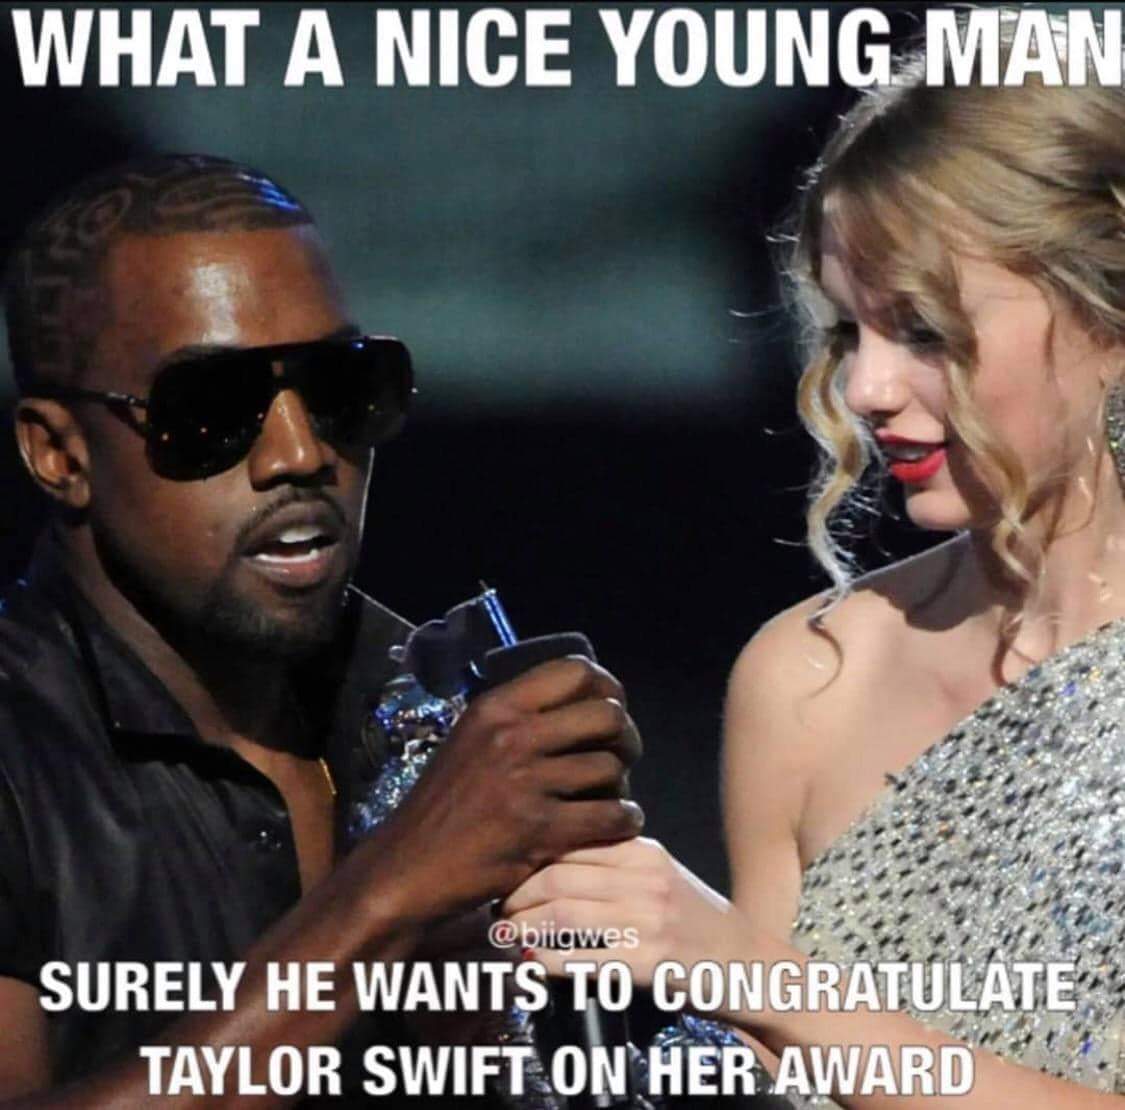 WHAT A NICE YOUNG MAN
@biigwes
SURELY HE WANTS TO CONGRATULATE
TAYLOR SWIFT ON HER AWARD